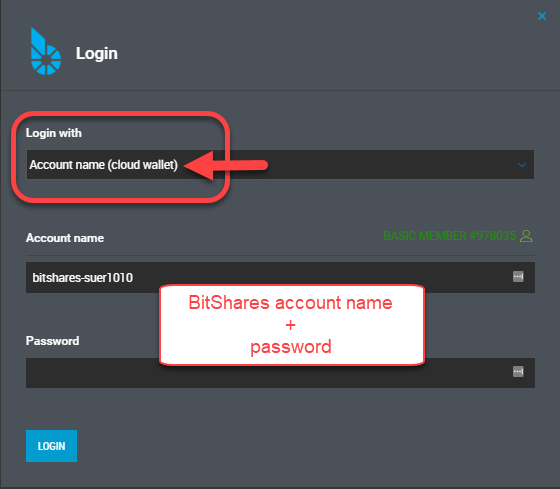 Login
Login with
Account name (cloud wallet)
Account name
BASIC MEMBER #978035
bitshares-suer1010
BitShares account name
+
password
Password
LOGIN